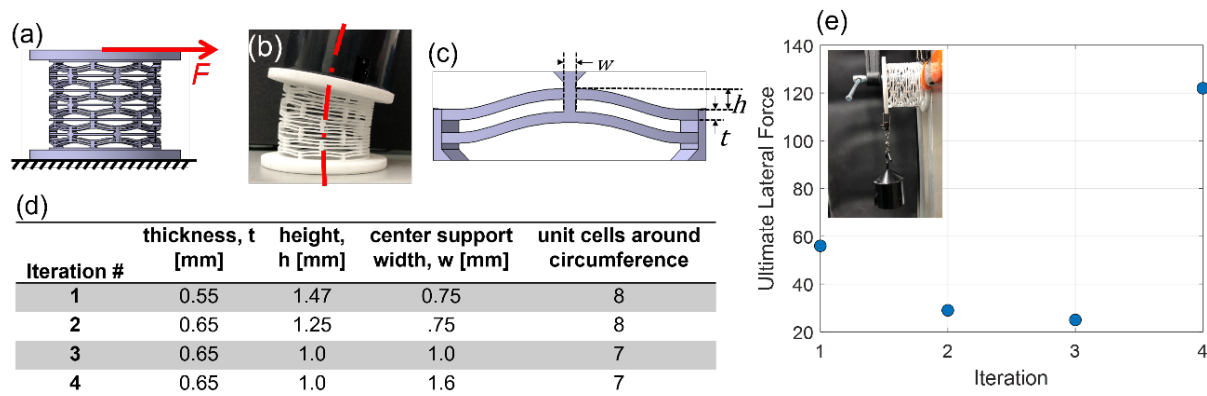 (a)
F
(b)
(c)
w
h
t
(d)
Iteration # thickness, t [mm] height, h [mm] center support width, w [mm] unit cells around circumference
1 0.55 1.47 0.75 8
2 0.65 1.25 .75 8
3 0.65 1.0 1.0 7
4 0.65 1.0 1.6 7
(e)
Ultimate Lateral Force
140
120
100
80
60
40
20
1 2 3 4
Iteration